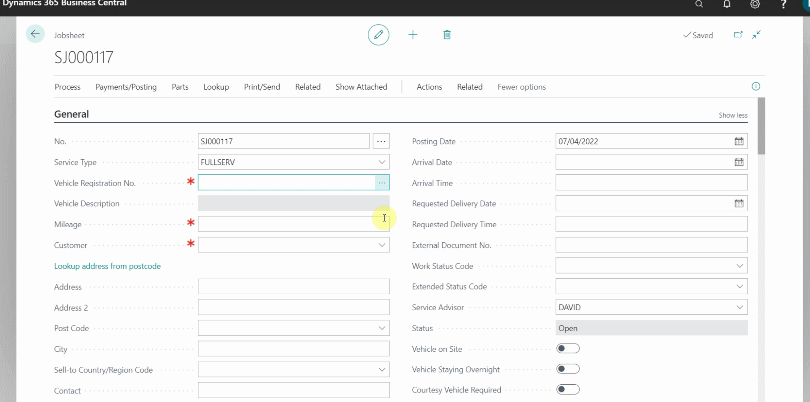 Dynamics 365 Business Central
?
Jobsheet
Saved
SJ000117
Process Payments/Posting Parts Lookup Print/Send Related Show Attached Actions Related Fewer options
General
Show less
No. SJ000117
Service Type FULLSERV
Vehicle Registration No. *
Vehicle Description
Mileage *
Customer *
Lookup address from postcode
Address
Address 2
Post Code
City
Sell-to Country/Region Code
Contact
Posting Date 07/04/2022
Arrival Date
Arrival Time
Requested Delivery Date
Requested Delivery Time
External Document No.
Work Status Code
Extended Status Code
Service Advisor DAVID
Status Open
Vehicle on Site
Vehicle Staying Overnight
Courtesy Vehicle Required